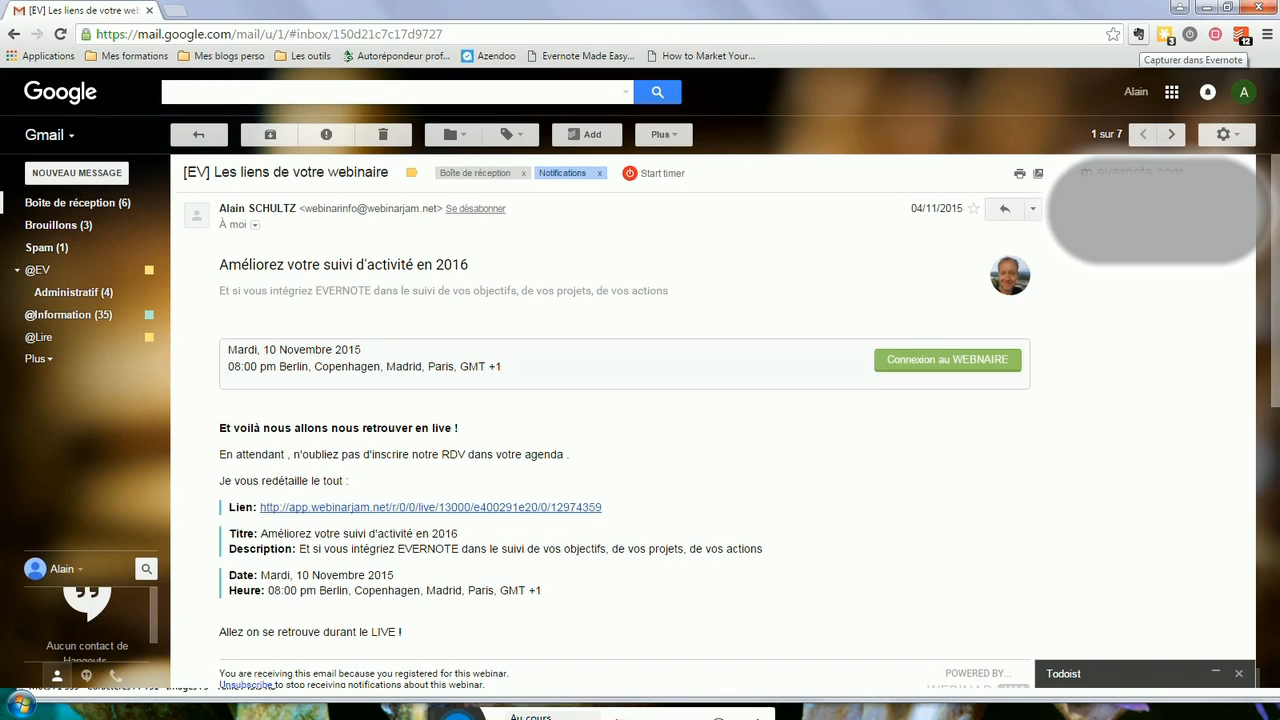 [EV] Les liens de votre web
https://mail.google.com/mail/u/1/#inbox/150d21c7c17d9727
3
12
Applications
Mes formations
Mes blogs perso
Les outils
Autorépondeur prof...
Azendoo
Evernote Made Easy...
How to Market Your...
Capturer dans Evernote
Google
Alain
A
Gmail
Add
Plus
1 sur 7
NOUVEAU MESSAGE
Boîte de réception (6)
Brouillons (3)
Spam (1)
@EV
Administratif (4)
@Information (35)
@Lire
Plus
[EV] Les liens de votre webinaire
Boîte de réception x
Notifications x
Start timer
Alain SCHULTZ <webinarinfo@webinarjam.net> Se désabonner
04/11/2015
À moi
Améliorez votre suivi d'activité en 2016
Et si vous intégriez EVERNOTE dans le suivi de vos objectifs, de vos projets, de vos actions
Mardi, 10 Novembre 2015
08:00 pm Berlin, Copenhagen, Madrid, Paris, GMT +1
Connexion au WEBNAIRE
Et voilà nous allons nous retrouver en live !
En attendant , n'oubliez pas d'inscrire notre RDV dans votre agenda .
Je vous redétaille le tout :
Lien: http://app.webinarjam.net/r/0/0/live/13000/e400291e20/0/12974359
Titre: Améliorez votre suivi d'activité en 2016
Description: Et si vous intégriez EVERNOTE dans le suivi de vos objectifs, de vos projets, de vos actions
Date: Mardi, 10 Novembre 2015
Heure: 08:00 pm Berlin, Copenhagen, Madrid, Paris, GMT +1
Allez on se retrouve durant le LIVE !
You are receiving this email because you registered for this webinar.
Unsubscribe to stop receiving notifications about this webinar.
POWERED BY...
Alain
Aucun contact de
Hangouts
Todoist
Au cours